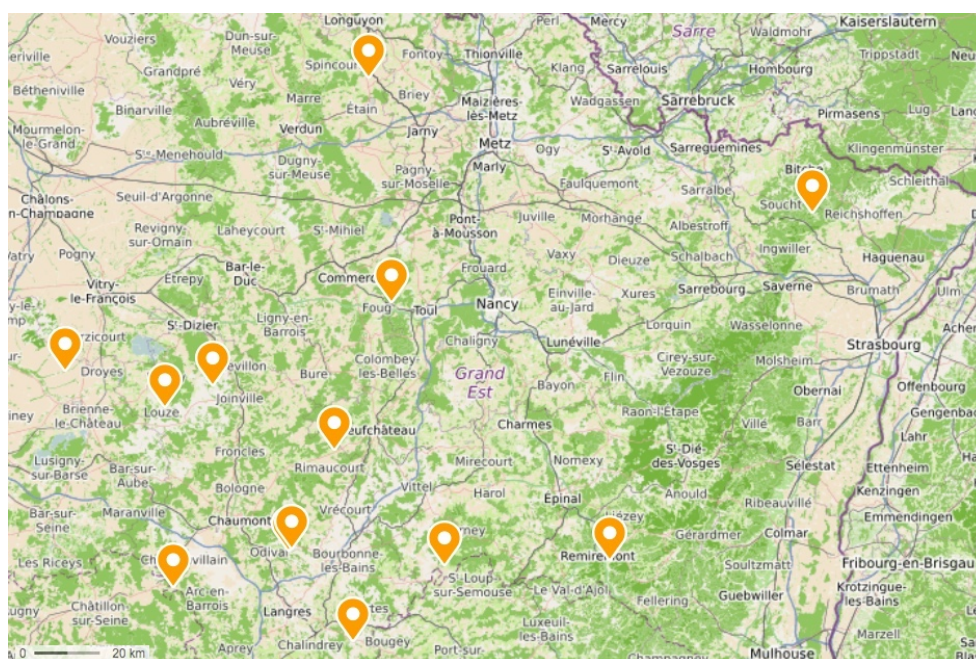 Longuyon
Mercy
Waldmohr
Kaiserslautern
Vouziers
Dun-sur-
Meuse
Perl
Sarre
Spincourt
Fontoy
Thionville
Trippstadt
Grandpré
Klang
Sarrelouis
Hombourg
Véry
Bétheniville
Marre
Briey
Maizières-
lès-Metz
Wadgassen
Sarrebruck
Binarville
Étain
Pirmasens
Lug
Aubréville
Verdun
Jarny
Mourmelon-
le-Grand
Metz
Sarreguemines
Klingenmünster
Sᵗᵉ-Menehould
Dugny-
sur-Meuse
Ogy
Sᵗ-Avold
Marly
Pagny-
sur-Moselle
Faulquemont
Sarralbe
Schleithal
Châlons-
en-Champagne
Seuil-d'Argonne
Reichshoffen
Pont-
à-Mousson
Juville
Morhange
Revigny-
sur-Ornain
Laheycourt
Sᵗ-Mihiel
Albestroff
Ingwiller
Haguenau
Pogny
Vaxy
Dieuze
Schalbach
Bar-le-
Duc
Frouard
Etrepy
Vitry-
le-François
Sarrebourg
Saverne
Brumath
Ulm
Foug
Toul
Nancy
Einville-
au-Jard
Xures
Sᵗ-Dizier
Ligny-en-
Barrois
Lorquin
Wasselonne
Chaligny
Lunéville
Strasbourg
Droyes
Bure
Colombey-
les-Belles
Cirey-sur-
Vezouze
Molsheim
Grand
Est
Flin
Joinville
Bayon
Obernai
Offenburg
Brienne-
le-Château
Louze
Raon-l'Étape
Gengenbach
Charmes
Villé
Barr
Lahr
Froncles
Sᵗ-Dié-
des-Vosges
Lusigny-
sur-Barse
Bar-sur-
Aube
Rimaucourt
Mirecourt
Nomexy
Sélestat
Ettenheim
Bologne
Vittel
Harol
Anould
Kenzingen
Bar-sur-
Seine
Maranville
Vrécourt
Épinal
Ribeauvillé
Emmendingen
Chaumont
Gérardmer
Colmar
Les Riceys
Bourbonne-
les-Bains
Remiremont
Soultzmatt
Fribourg-en-Brisgau
Arc-en-
Barrois
Sᵗ-Loup
sur-Semouse
Le Val-d'Ajol
Guebwiller
Krotzingue-
les-Bains
Châtillon-
sur-Seine
Langres
Fellering
Luxeuil-
les-Bains
Marzell
Aprey
Chalindrey
Bougey
Port-sur-
Champagney
Mulhouse
0
20 km